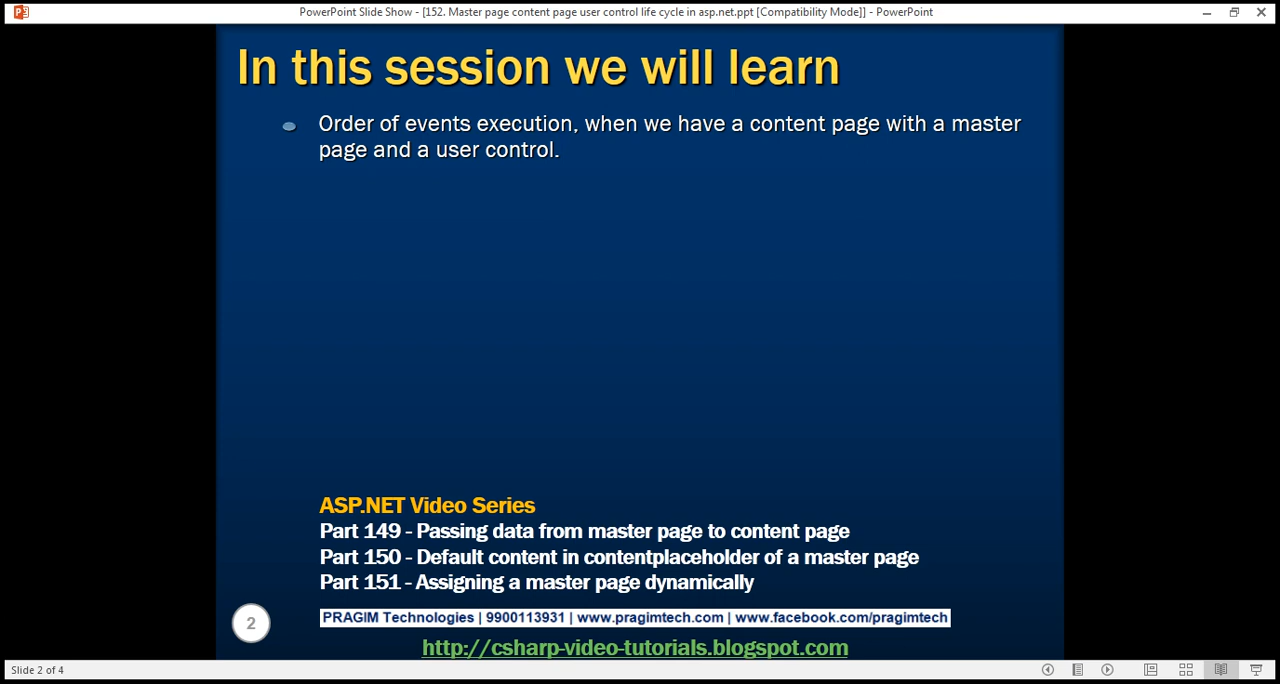 PowerPoint Slide Show - [152. Master page content page user control life cycle in asp.net.ppt [Compatibility Mode]] - PowerPoint
In this session we will learn
Order of events execution, when we have a content page with a master
page and a user control.
ASP.NET Video Series
Part 149 - Passing data from master page to content page
Part 150 - Default content in contentplaceholder of a master page
Part 151 - Assigning a master page dynamically
2
PRAGIM Technologies | 9900113931 | www.pragimtech.com | www.facebook.com/pragimtech
http://csharp-video-tutorials.blogspot.com
Slide 2 of 4